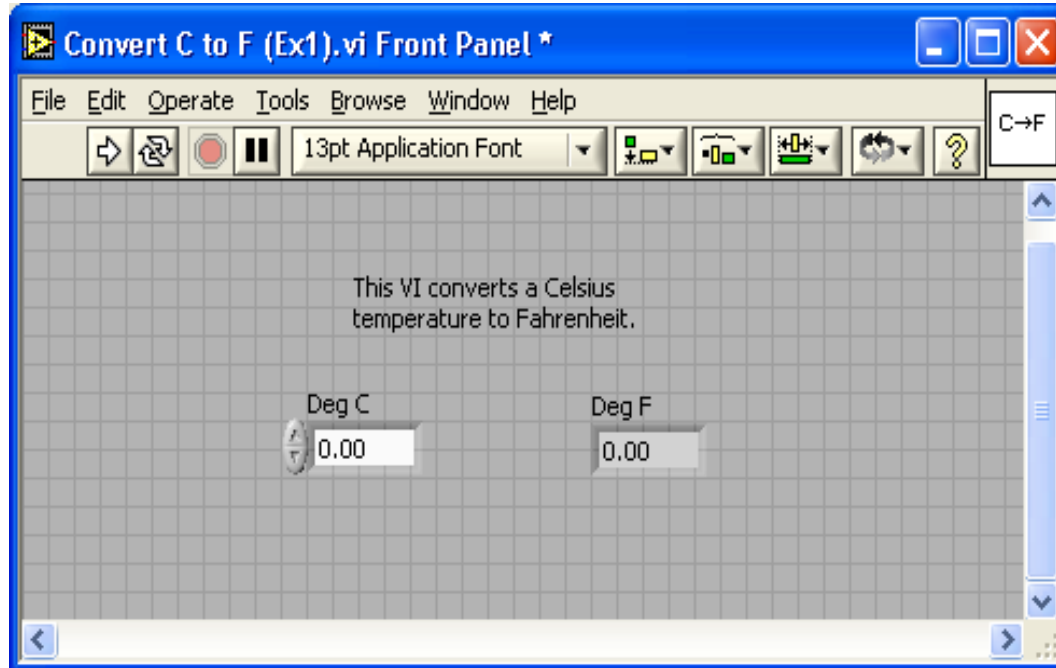 Convert C to F (Ex1).vi Front Panel *
File Edit Operate Tools Browse Window Help
13pt Application Font
?
C→F
This VI converts a Celsius
temperature to Fahrenheit.
Deg C
Deg F
0.00
0.00